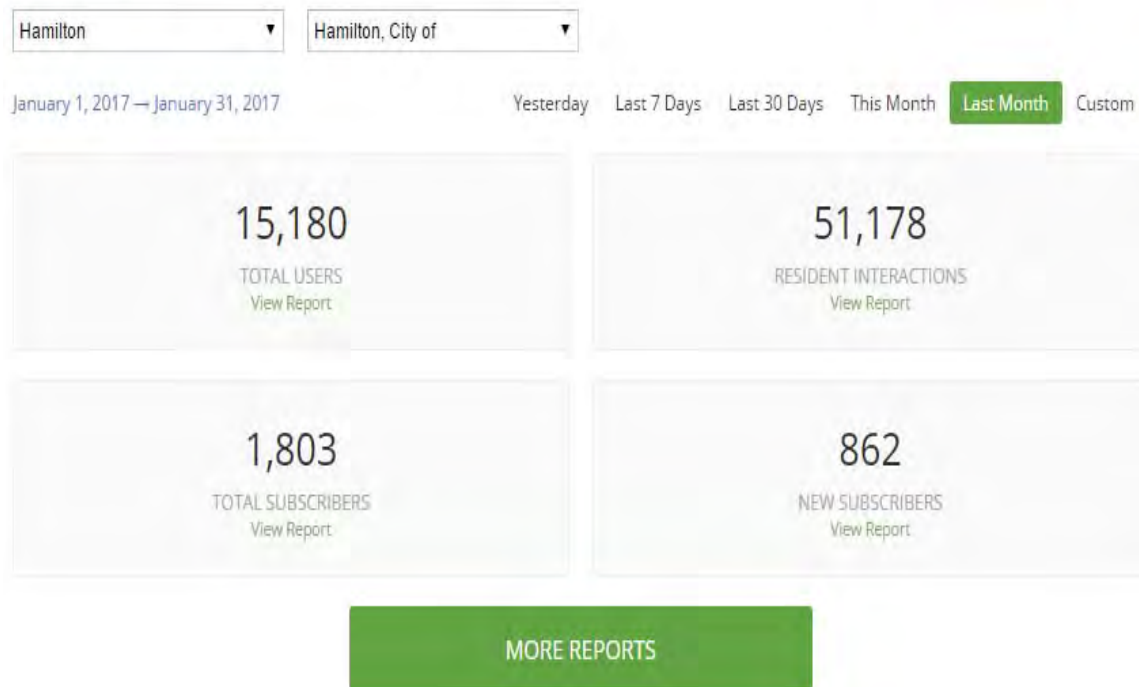 Hamilton Hamilton, City of
January 1, 2017 — January 31, 2017 Yesterday Last 7 Days Last 30 Days This Month Last Month Custom
15,180 51,178
TOTAL USERS RESIDENT INTERACTIONS
View Report View Report
1,803 862
TOTAL SUBSCRIBERS NEW SUBSCRIBERS
View Report View Report
MORE REPORTS